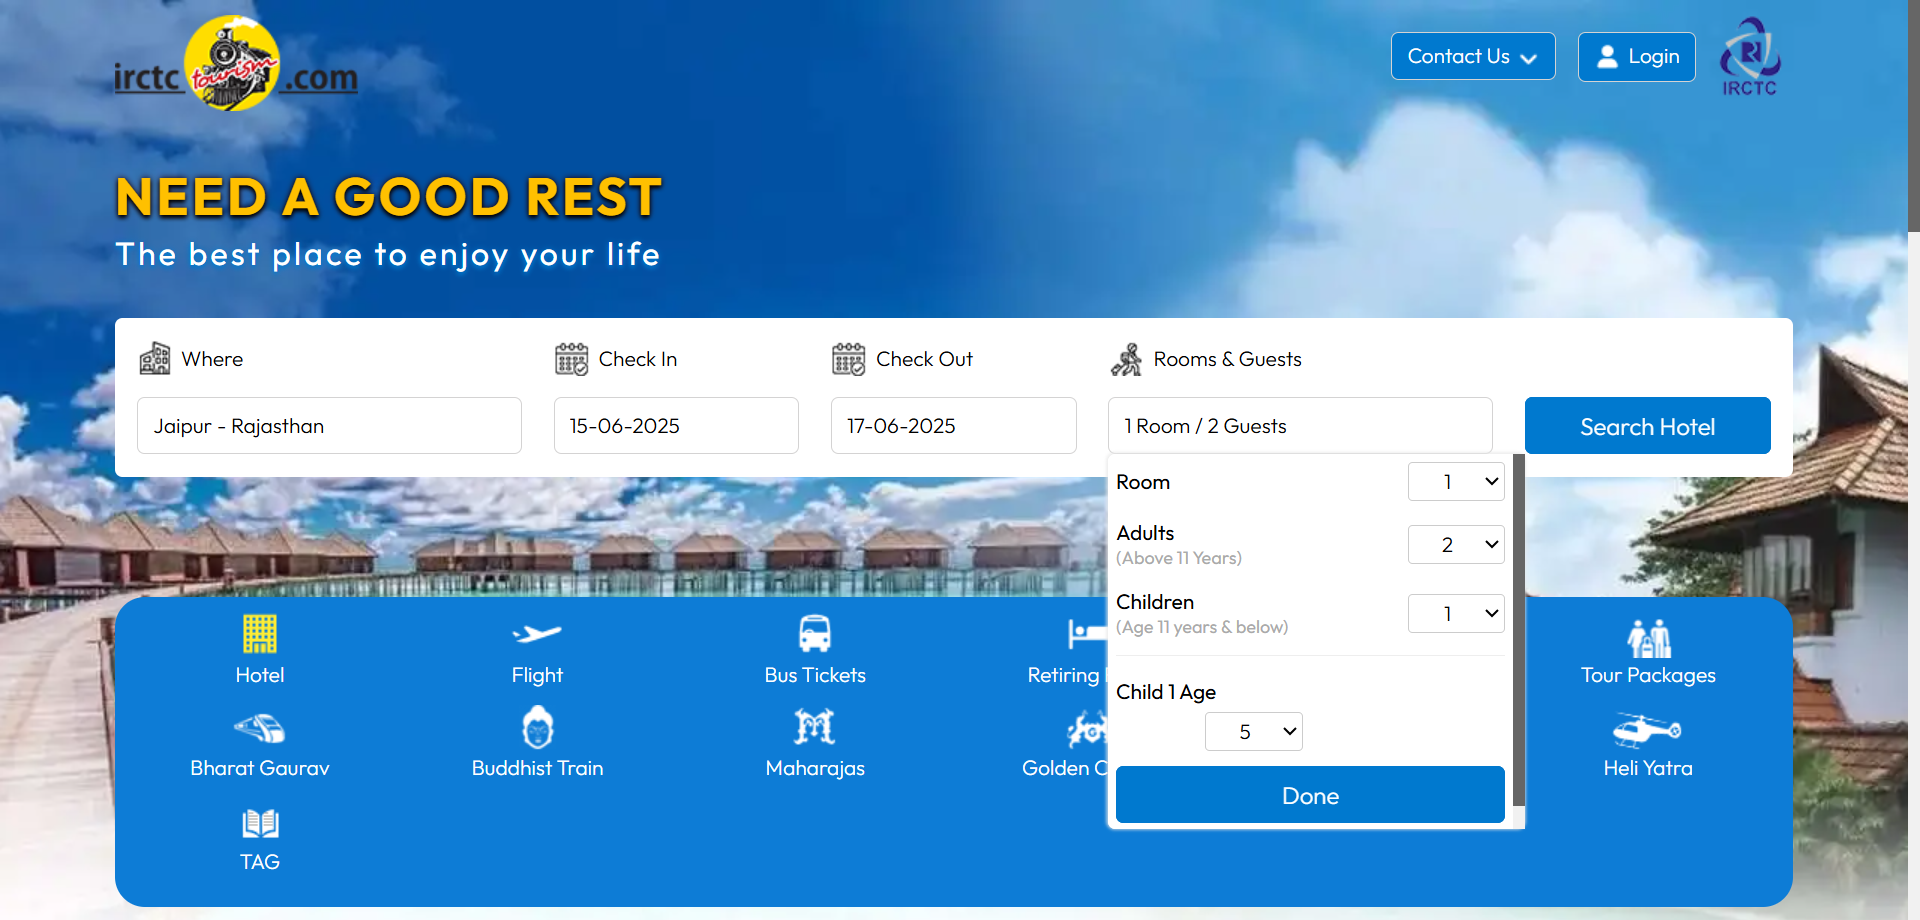 irctc tourism .com
Contact Us
Login
IRCTC
NEED A GOOD REST
The best place to enjoy your life
Where
Check In
Check Out
Rooms & Guests
Jaipur - Rajasthan
15-06-2025
17-06-2025
1 Room / 2 Guests
Search Hotel
Room
1
Adults
(Above 11 Years)
2
Children
(Age 11 years & below)
1
Child 1 Age
5
Done
Hotel
Flight
Bus Tickets
Retiring
Tour Packages
Bharat Gaurav
Buddhist Train
Maharajas
Golden
Heli Yatra
TAG